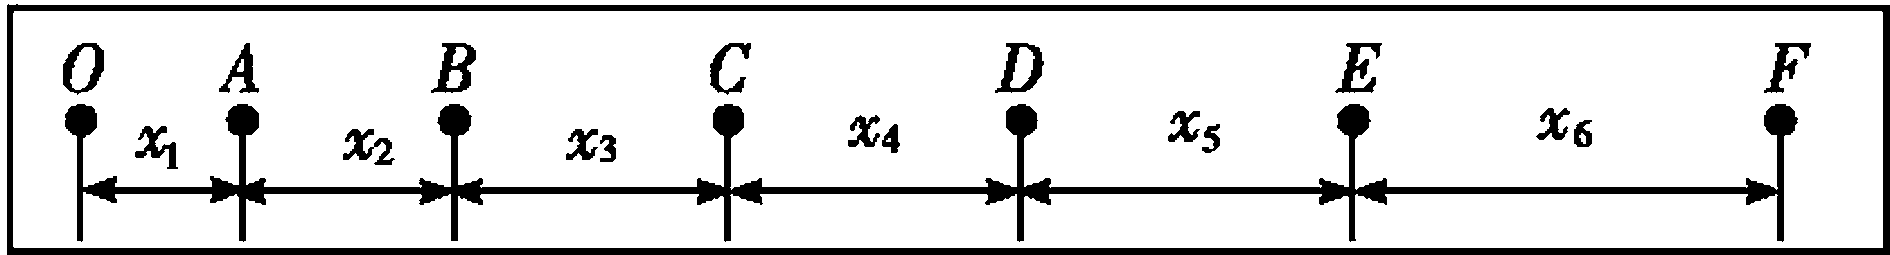 O A B C D E F
x₁ x₂ x₃ x₄ x₅ x₆